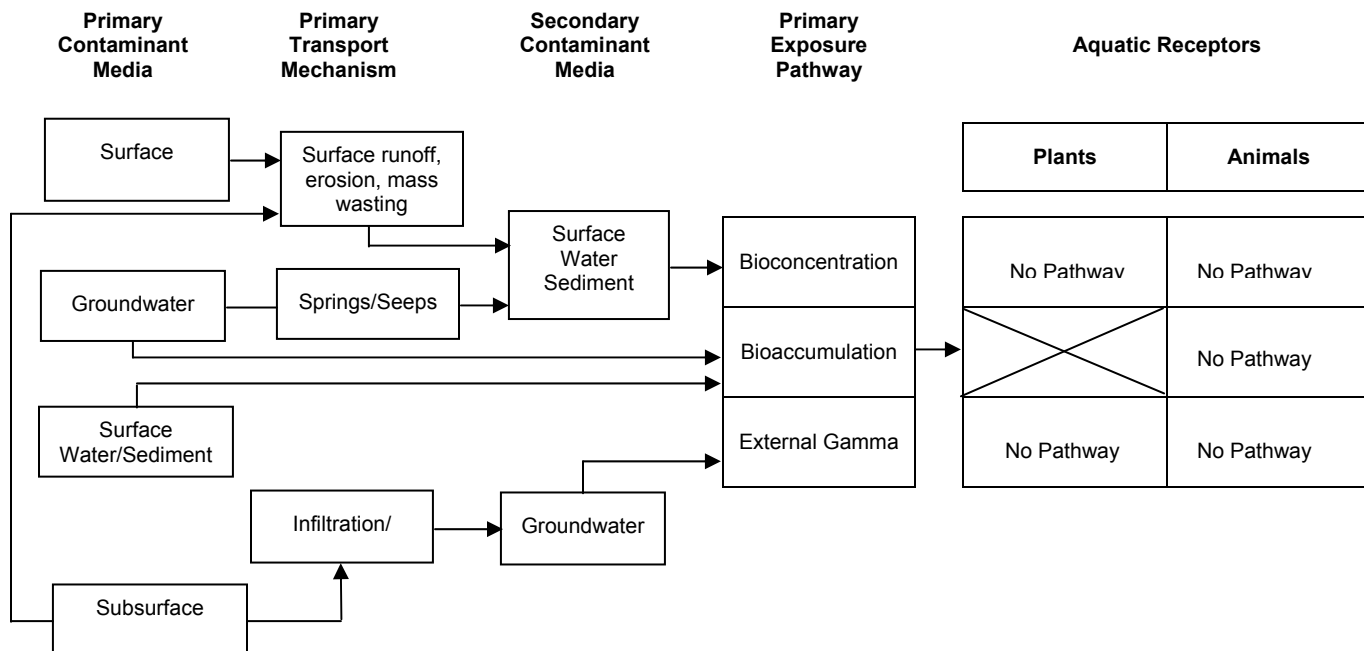 Primary
Contaminant
Media
Primary
Transport
Mechanism
Secondary
Contaminant
Media
Primary
Exposure
Pathway
Aquatic Receptors
Surface
Surface runoff,
erosion, mass
wasting
Plants
Animals
Surface
Water
Sediment
Bioconcentration
No Pathway
No Pathway
Groundwater
Springs/Seeps
Bioaccumulation
No Pathway
Surface
Water/Sediment
External Gamma
No Pathway
No Pathway
Infiltration/
Groundwater
Subsurface